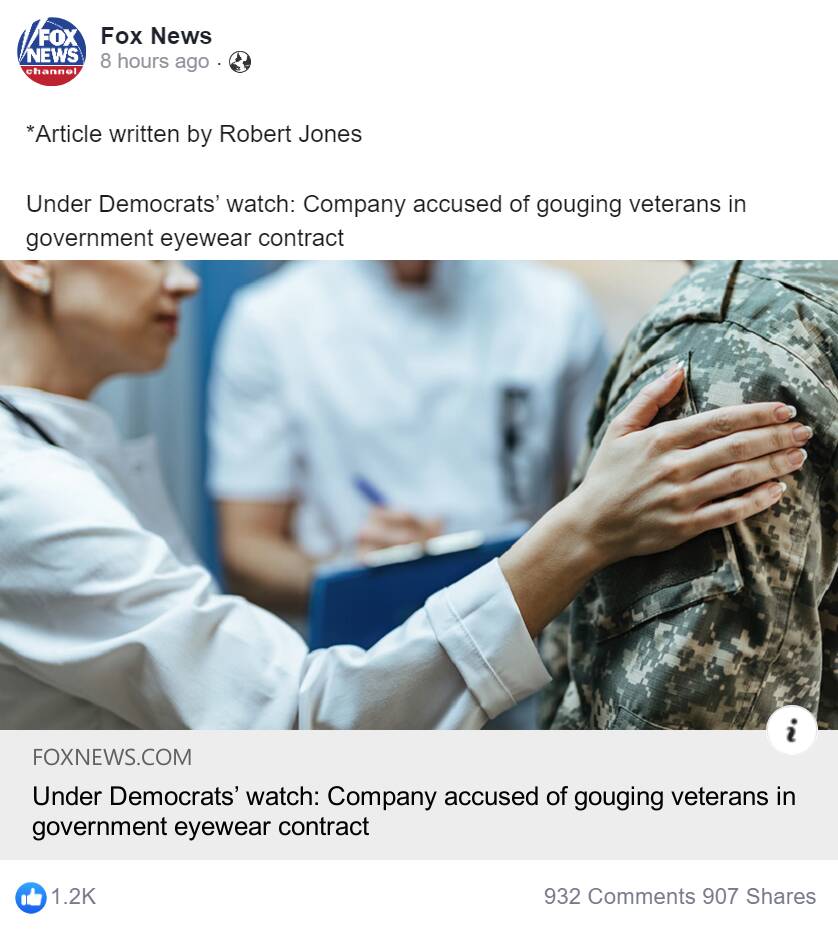 FOX
NEWS
channel
Fox News
8 hours ago ·
*Article written by Robert Jones
Under Democrats’ watch: Company accused of gouging veterans in
government eyewear contract
i
FOXNEWS.COM
Under Democrats’ watch: Company accused of gouging veterans in
government eyewear contract
1.2K
932 Comments 907 Shares